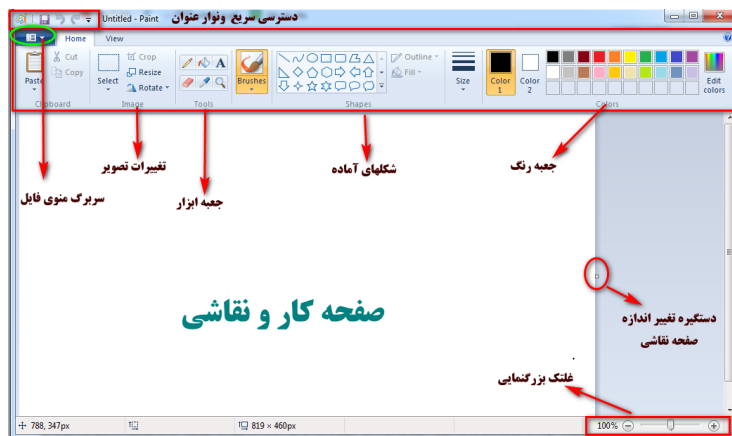 Untitled - Paint دسترسی سریع ونوار عنوان
Home View
Paste Cut Copy Select Crop Resize Rotate A Brushes Outline Fill Size Color 1 Color 2 Edit colors
Clipboard Image Tools Shapes Colors
تغییرات تصویر
شکلهای آماده
جعبه رنگ
سربرگ منوی فایل
جعبه ابزار
صفحه کار و نقاشی
دستگیره تغییر اندازه
صفحه نقاشی
غلتک بزرگنمایی
788, 347px 819 × 460px 100%